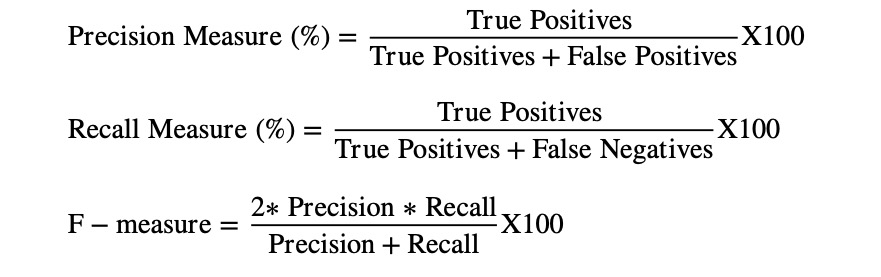 Precision Measure (%) = True Positives / True Positives + False Positives X100
Recall Measure (%) = True Positives / True Positives + False Negatives X100
F − measure = 2∗ Precision ∗ Recall / Precision + Recall X100